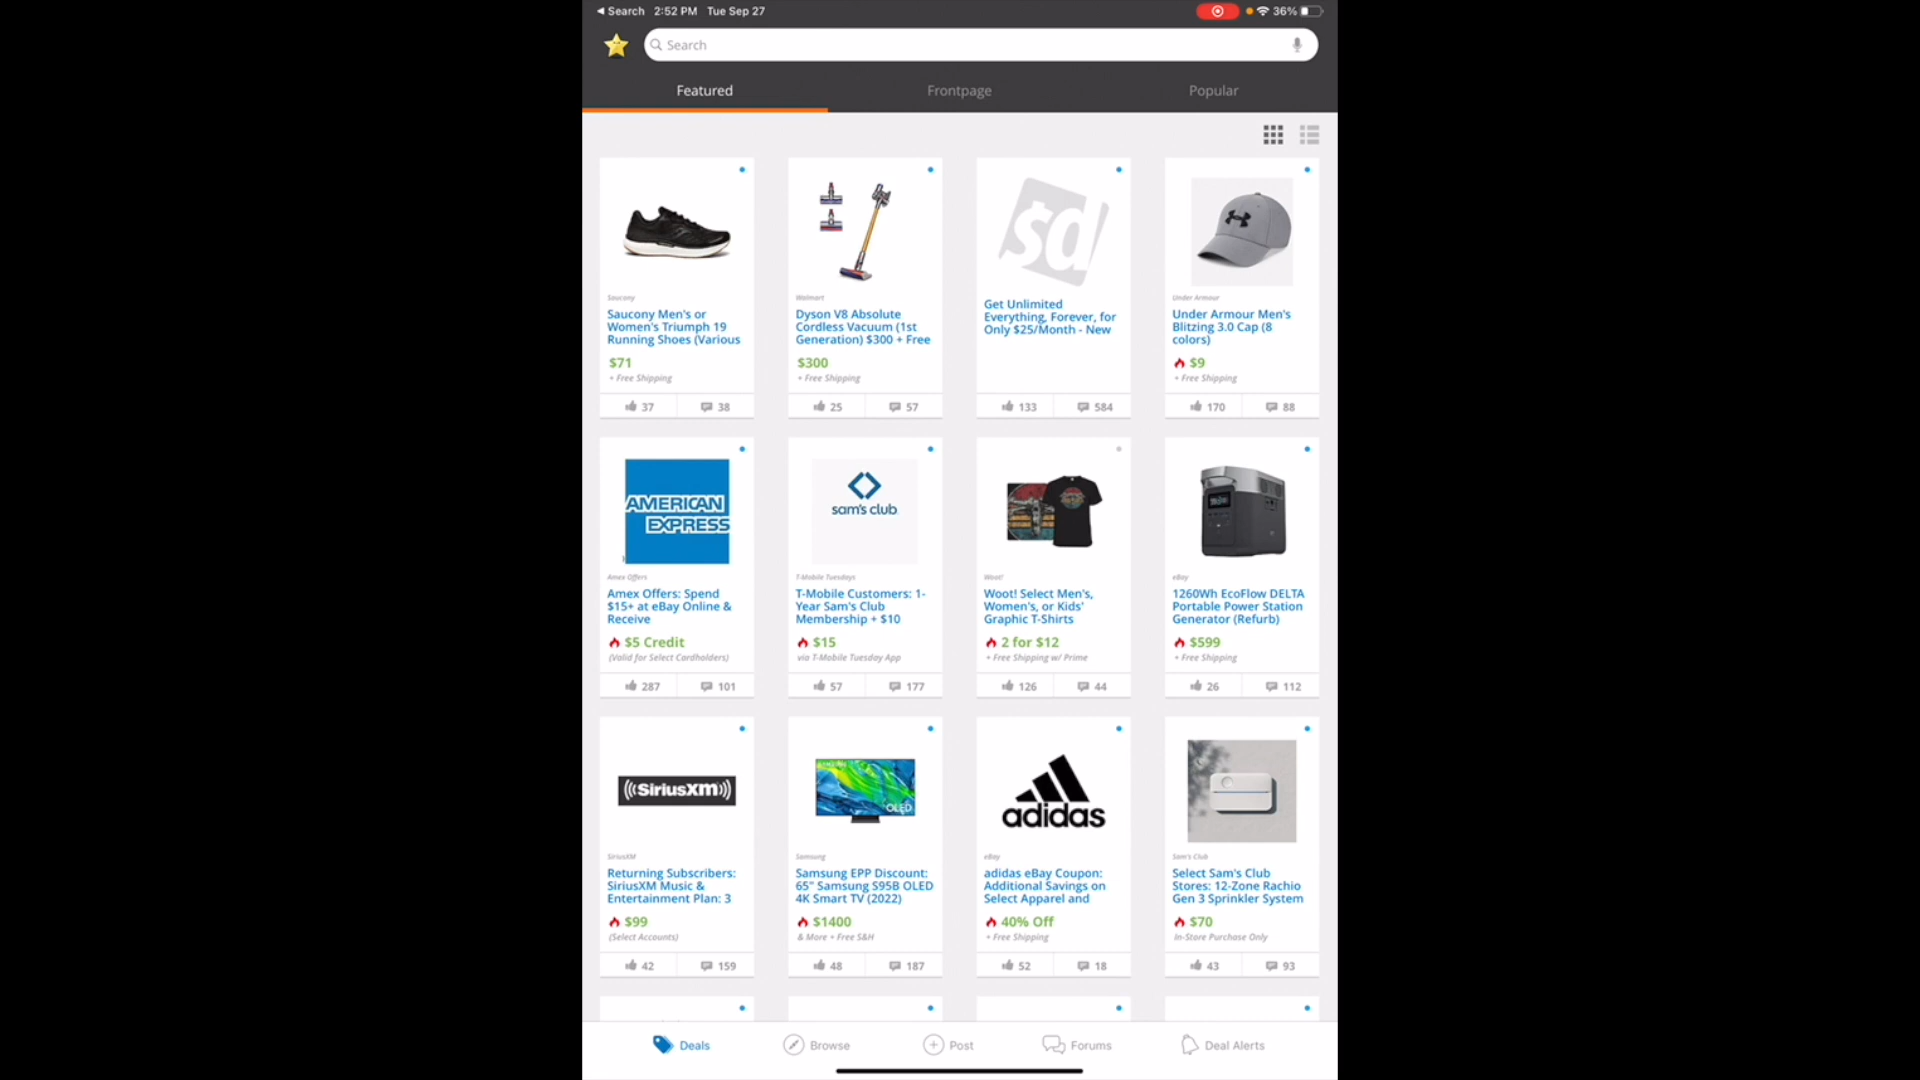 Search 2:52 PM Tue Sep 27 36%
Search
Featured Frontpage Popular
Saucony
Saucony Men's or
Women's Triumph 19
Running Shoes (Various
$71
+ Free Shipping
37 38
Walmart
Dyson V8 Absolute
Cordless Vacuum (1st
Generation) $300 + Free
$300
+ Free Shipping
25 57
sd
Get Unlimited
Everything, Forever, for
Only $25/Month - New
133 584
Under Armour
Under Armour Men's
Blitzing 3.0 Cap (8
colors)
$9
+ Free Shipping
170 88
AMERICAN
EXPRESS
Amex Offers
Amex Offers: Spend
$15+ at eBay Online &
Receive
$5 Credit
(Valid for Select Cardholders)
287 101
sam's club
T-Mobile Tuesdays
T-Mobile Customers: 1-
Year Sam's Club
Membership + $10
$15
via T-Mobile Tuesday App
57 177
Woot!
Woot! Select Men's,
Women's, or Kids'
Graphic T-Shirts
2 for $12
+ Free Shipping w/ Prime
126 44
eBay
1260Wh EcoFlow DELTA
Portable Power Station
Generator (Refurb)
$599
+ Free Shipping
26 112
((SiriusXM))
SiriusXM
Returning Subscribers:
SiriusXM Music &
Entertainment Plan: 3
$99
(Select Accounts)
42 159
SAMSUNG
OLED
Samsung
Samsung EPP Discount:
65" Samsung S95B OLED
4K Smart TV (2022)
$1400
& More + Free S&H
48 187
adidas
eBay
adidas eBay Coupon:
Additional Savings on
Select Apparel and
40% Off
+ Free Shipping
52 18
Sam's Club
Select Sam's Club
Stores: 12-Zone Rachio
Gen 3 Sprinkler System
$70
In-Store Purchase Only
43 93
Deals Browse Post Forums Deal Alerts